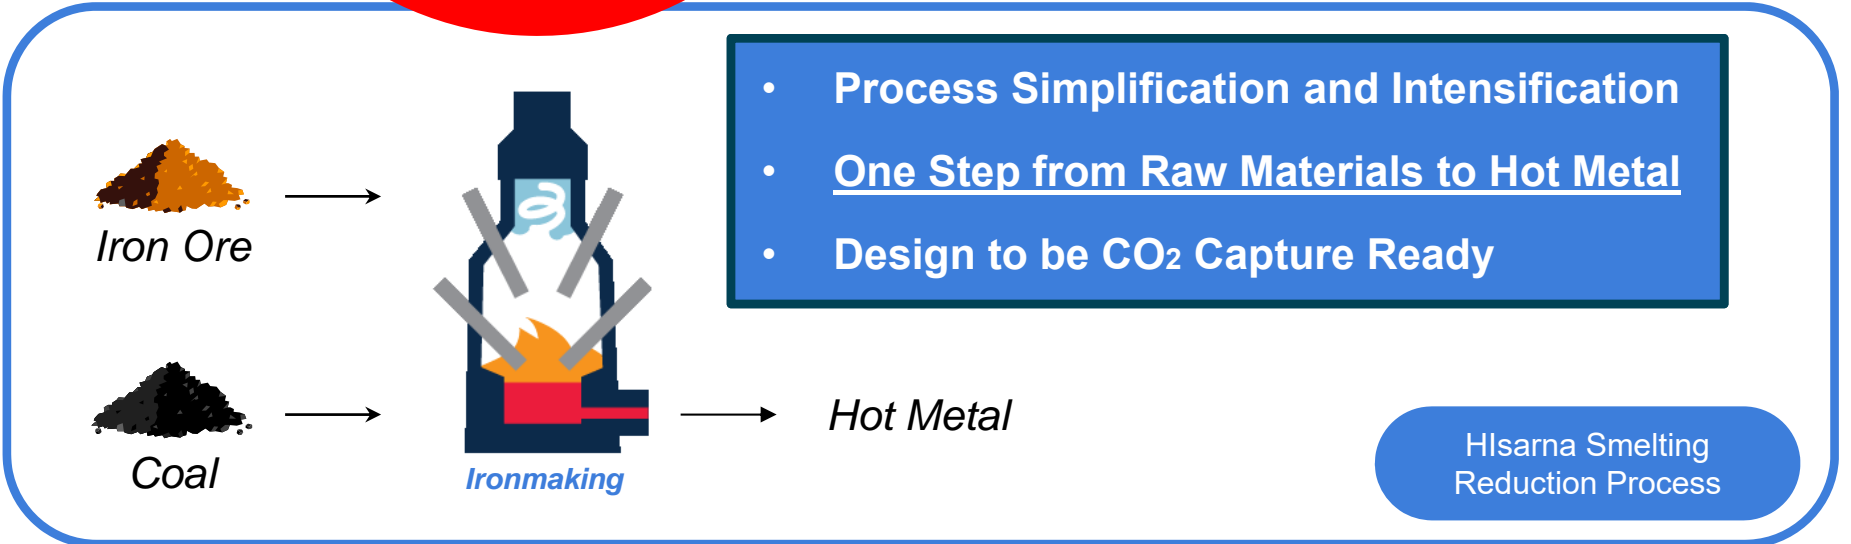 • Process Simplification and Intensification
• One Step from Raw Materials to Hot Metal
• Design to be CO₂ Capture Ready
Iron Ore
Coal
Ironmaking
Hot Metal
HIsarna Smelting
Reduction Process